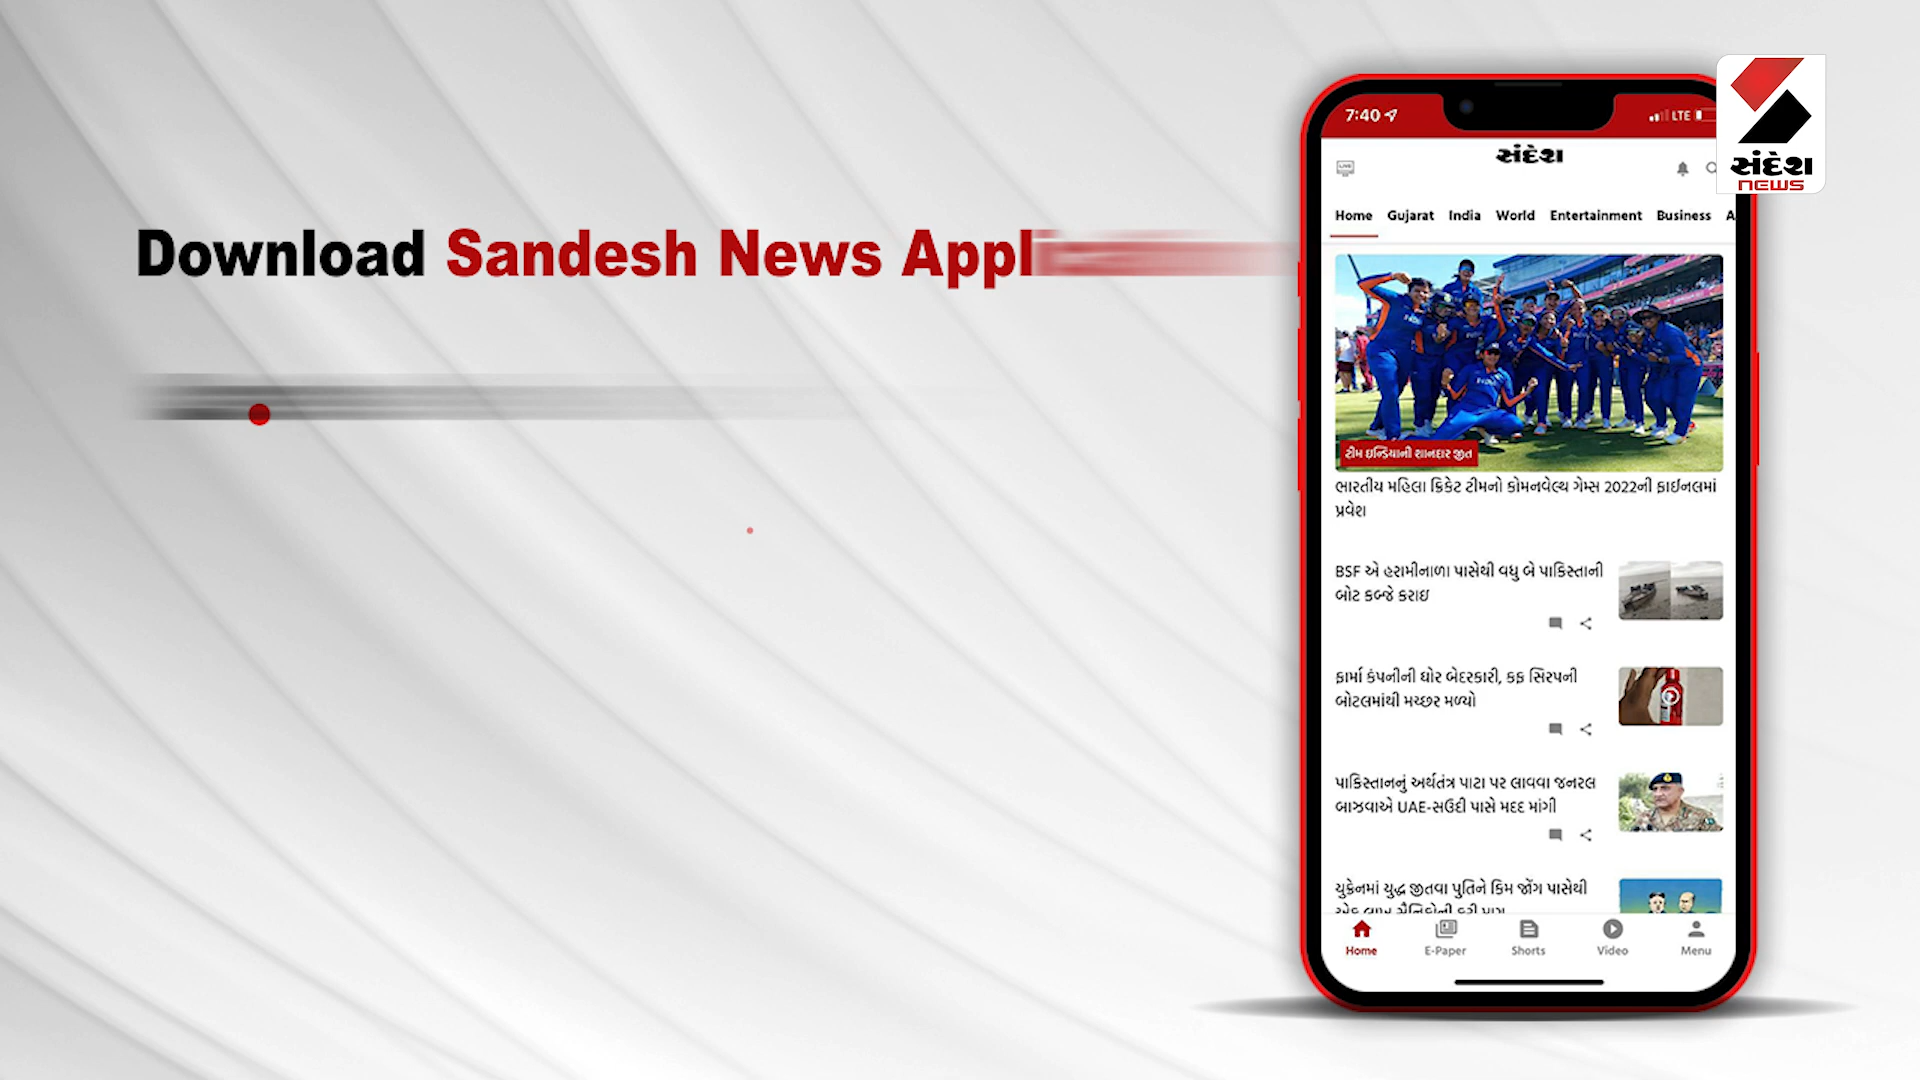 Download Sandesh News Appl
7:40
LTE
સંદેશ
સંદેશ
NEWS
Home Gujarat India World Entertainment Business A
ટીમ ઇન્ડિયાની શાનદાર જીત
ભારતીય મહિલા ક્રિકેટ ટીમનો કોમનવેલ્થ ગેમ્સ 2022ની ફાઈનલમાં
પ્રવેશ
BSF એ હરામીનાળા પાસેથી વધુ બે પાકિસ્તાની
બોટ કબ્જે કરાઇ
ફાર્મા કંપનીની ઘોર બેદરકારી, કફ સિરપની
બોટલમાંથી મચ્છર મળ્યો
પાકિસ્તાનનું અર્થતંત્ર પાટા પર લાવવા જનરલ
બાઝવાએ UAE-સઉદી પાસે મદદ માંગી
યુક્રેનમાં યુદ્ધ જીતવા પુતિને કિમ જોંગ પાસેથી
Home E-Paper Shorts Video Menu